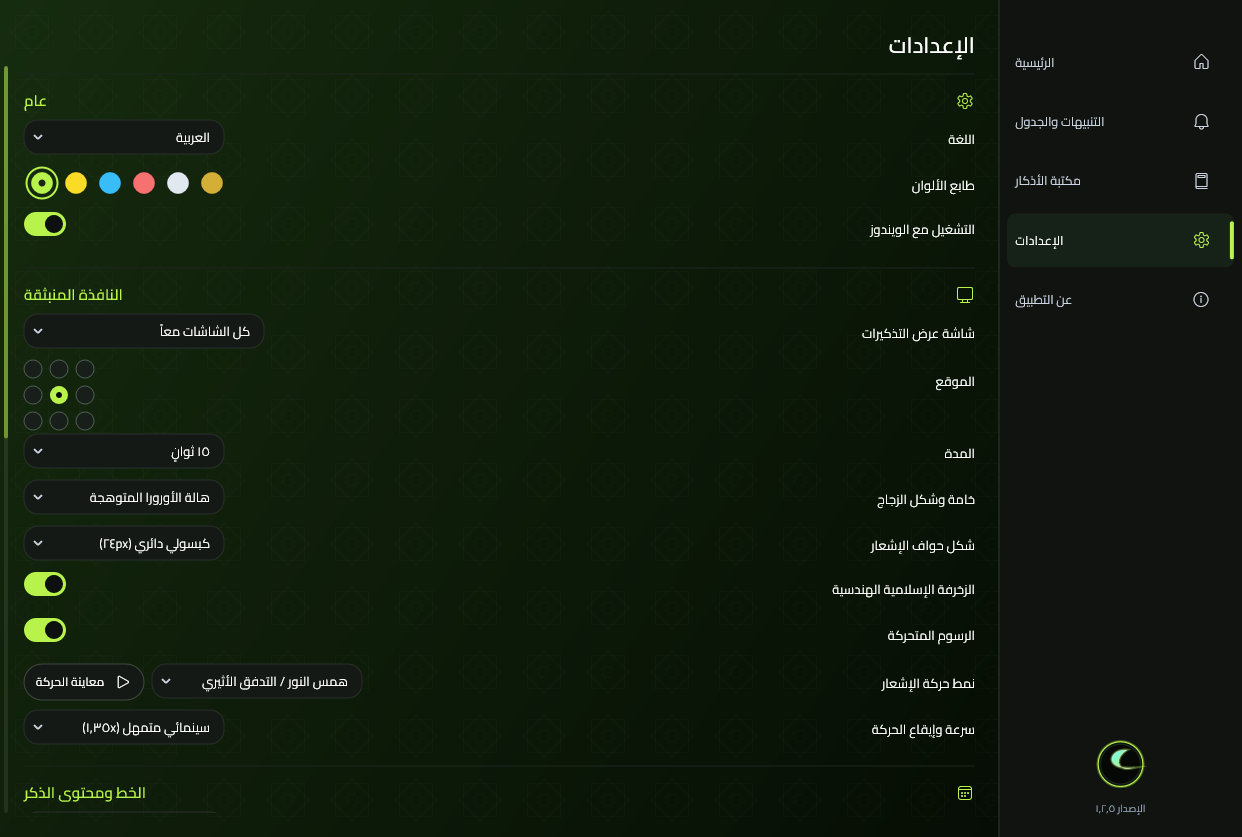 الرئيسية
التنبيهات والجدول
مكتبة الأذكار
الإعدادات
عن التطبيق
الإصدار ١,٢,٥
الإعدادات
عام
اللغة
العربية
طابع الألوان
التشغيل مع الويندوز
النافذة المنبثقة
شاشة عرض التذكيرات
كل الشاشات معاً
الموقع
المدة
١٥ ثوانٍ
خامة وشكل الزجاج
هالة الأورورا المتوهجة
شكل حواف الإشعار
كبسولي دائري (٢٤px)
الزخرفة الإسلامية الهندسية
الرسوم المتحركة
نمط حركة الإشعار
همس النور / التدفق الأثيري
معاينة الحركة
سرعة وإيقاع الحركة
سينمائي متمهل (١,٣٥x)
الخط ومحتوى الذكر